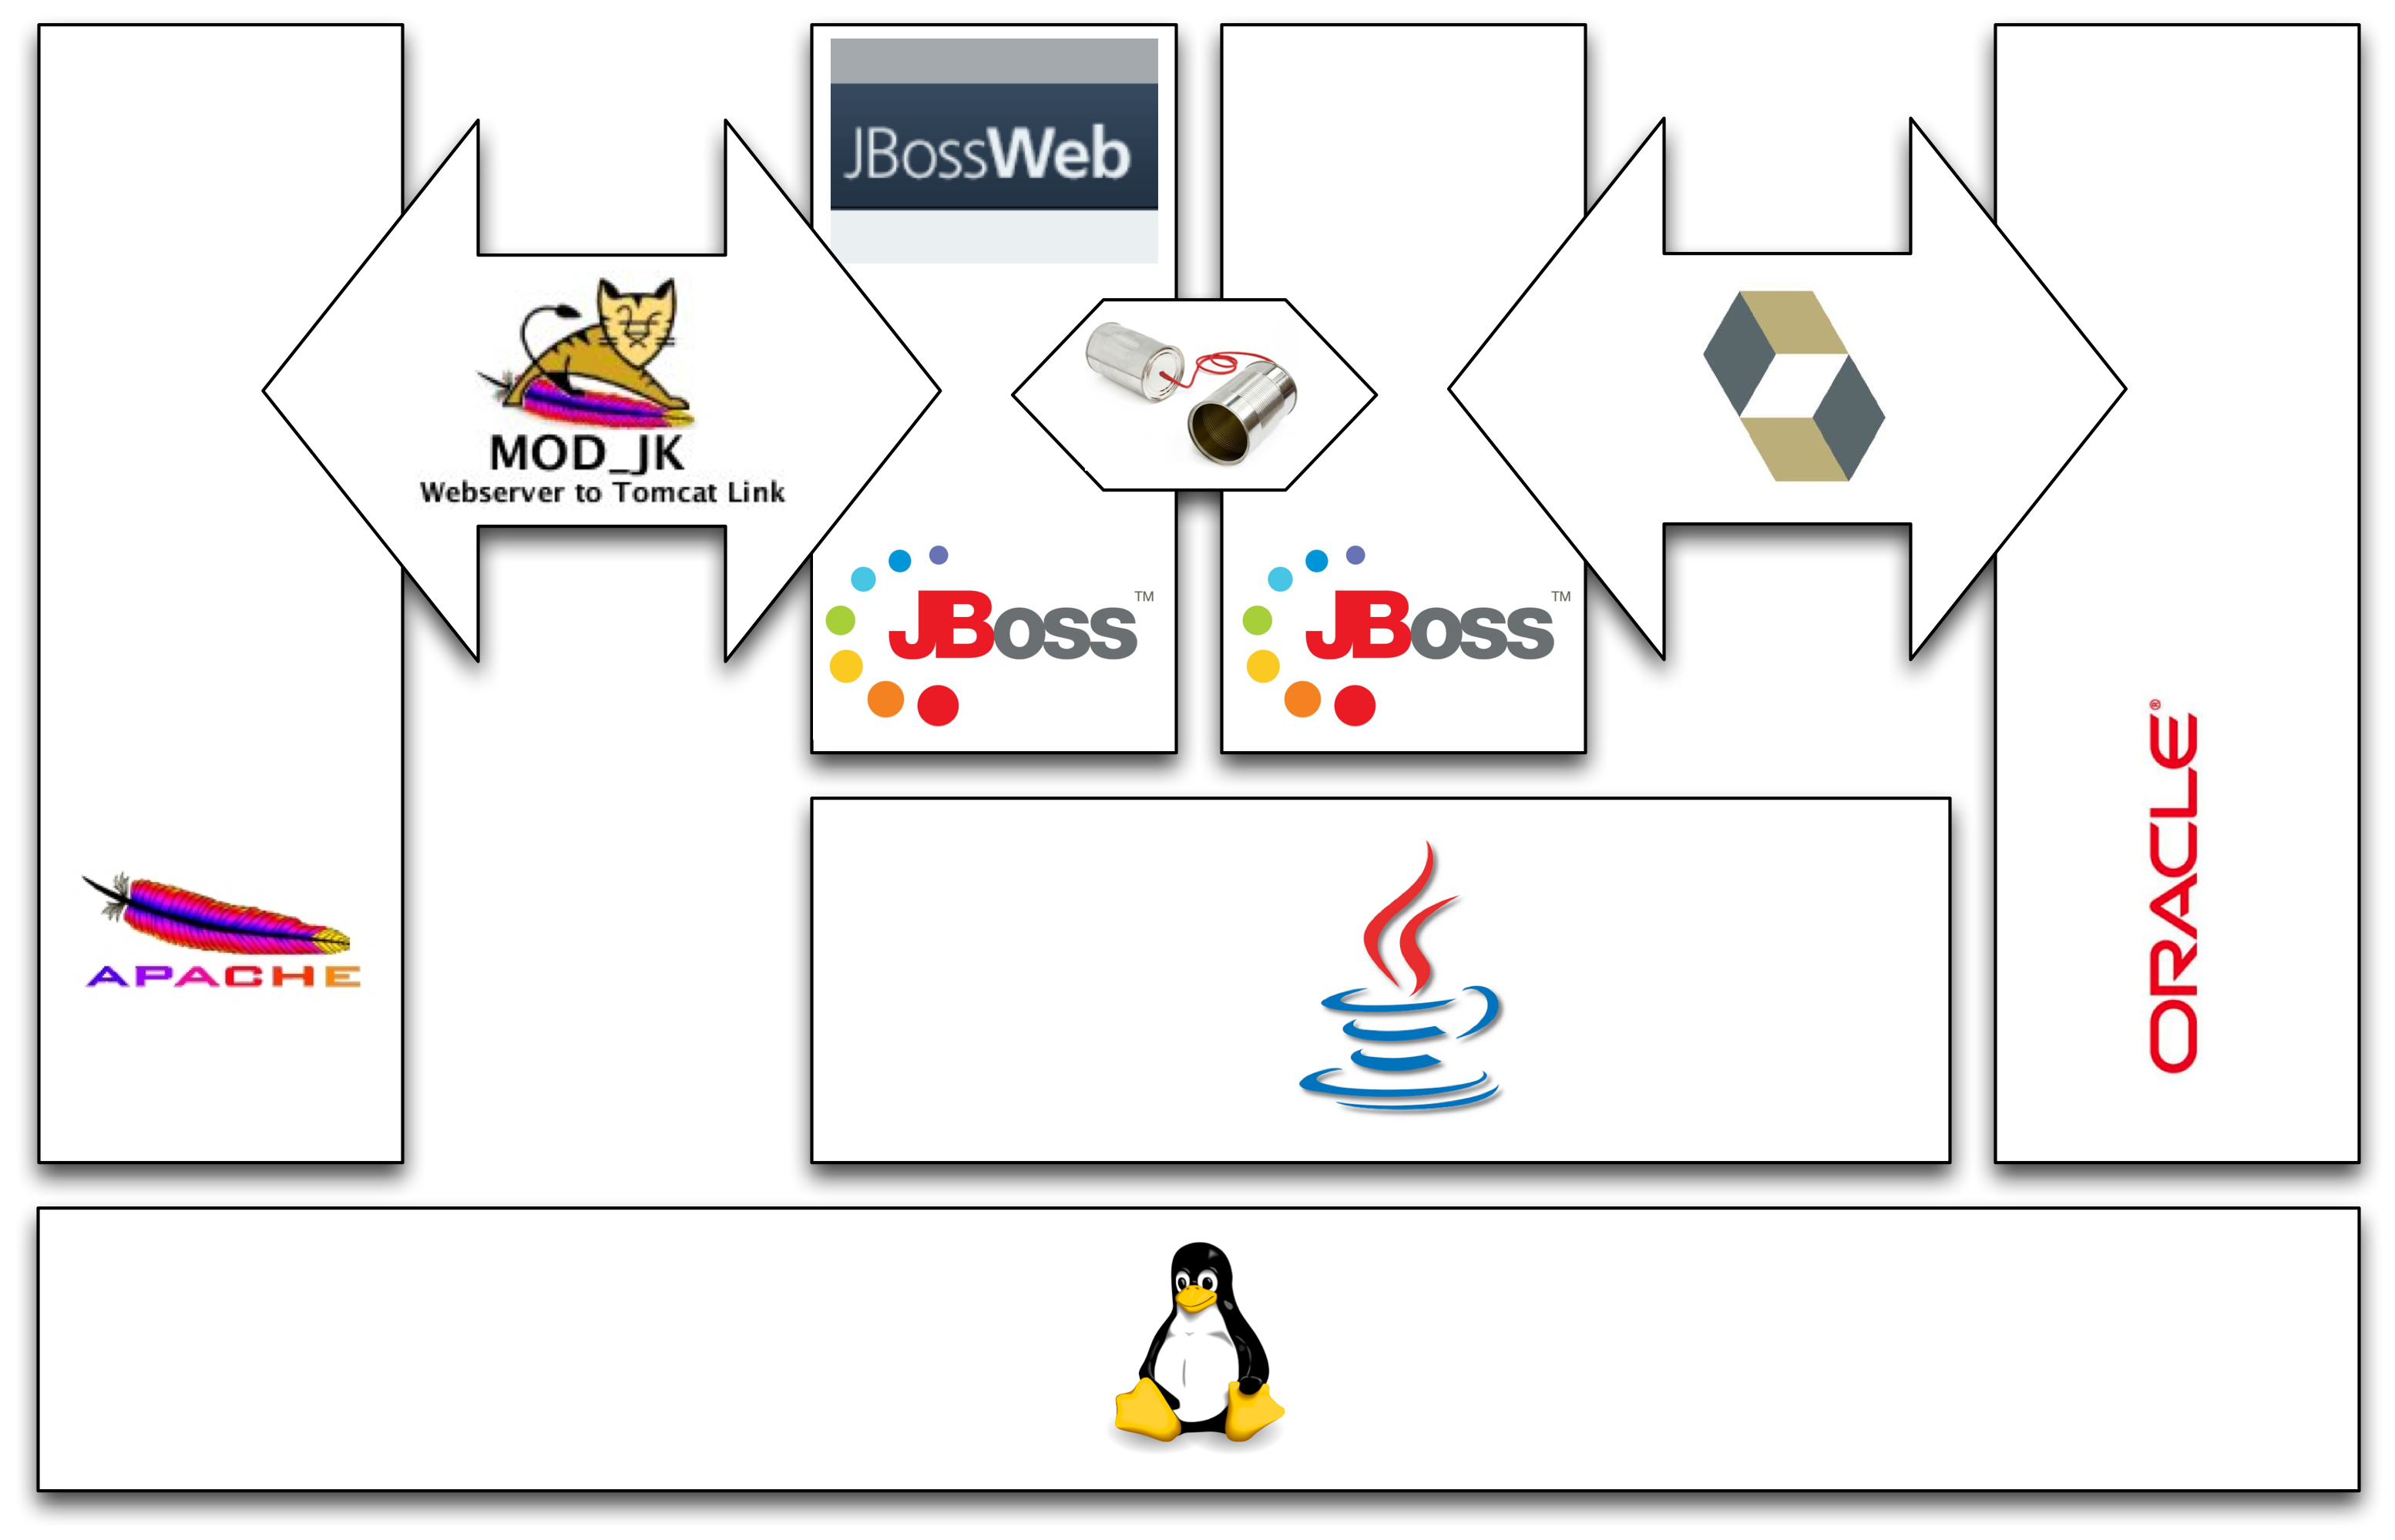 JBossWeb
MOD_JK
Webserver to Tomcat Link
JBoss™
JBoss™
APACHE
ORACLE®